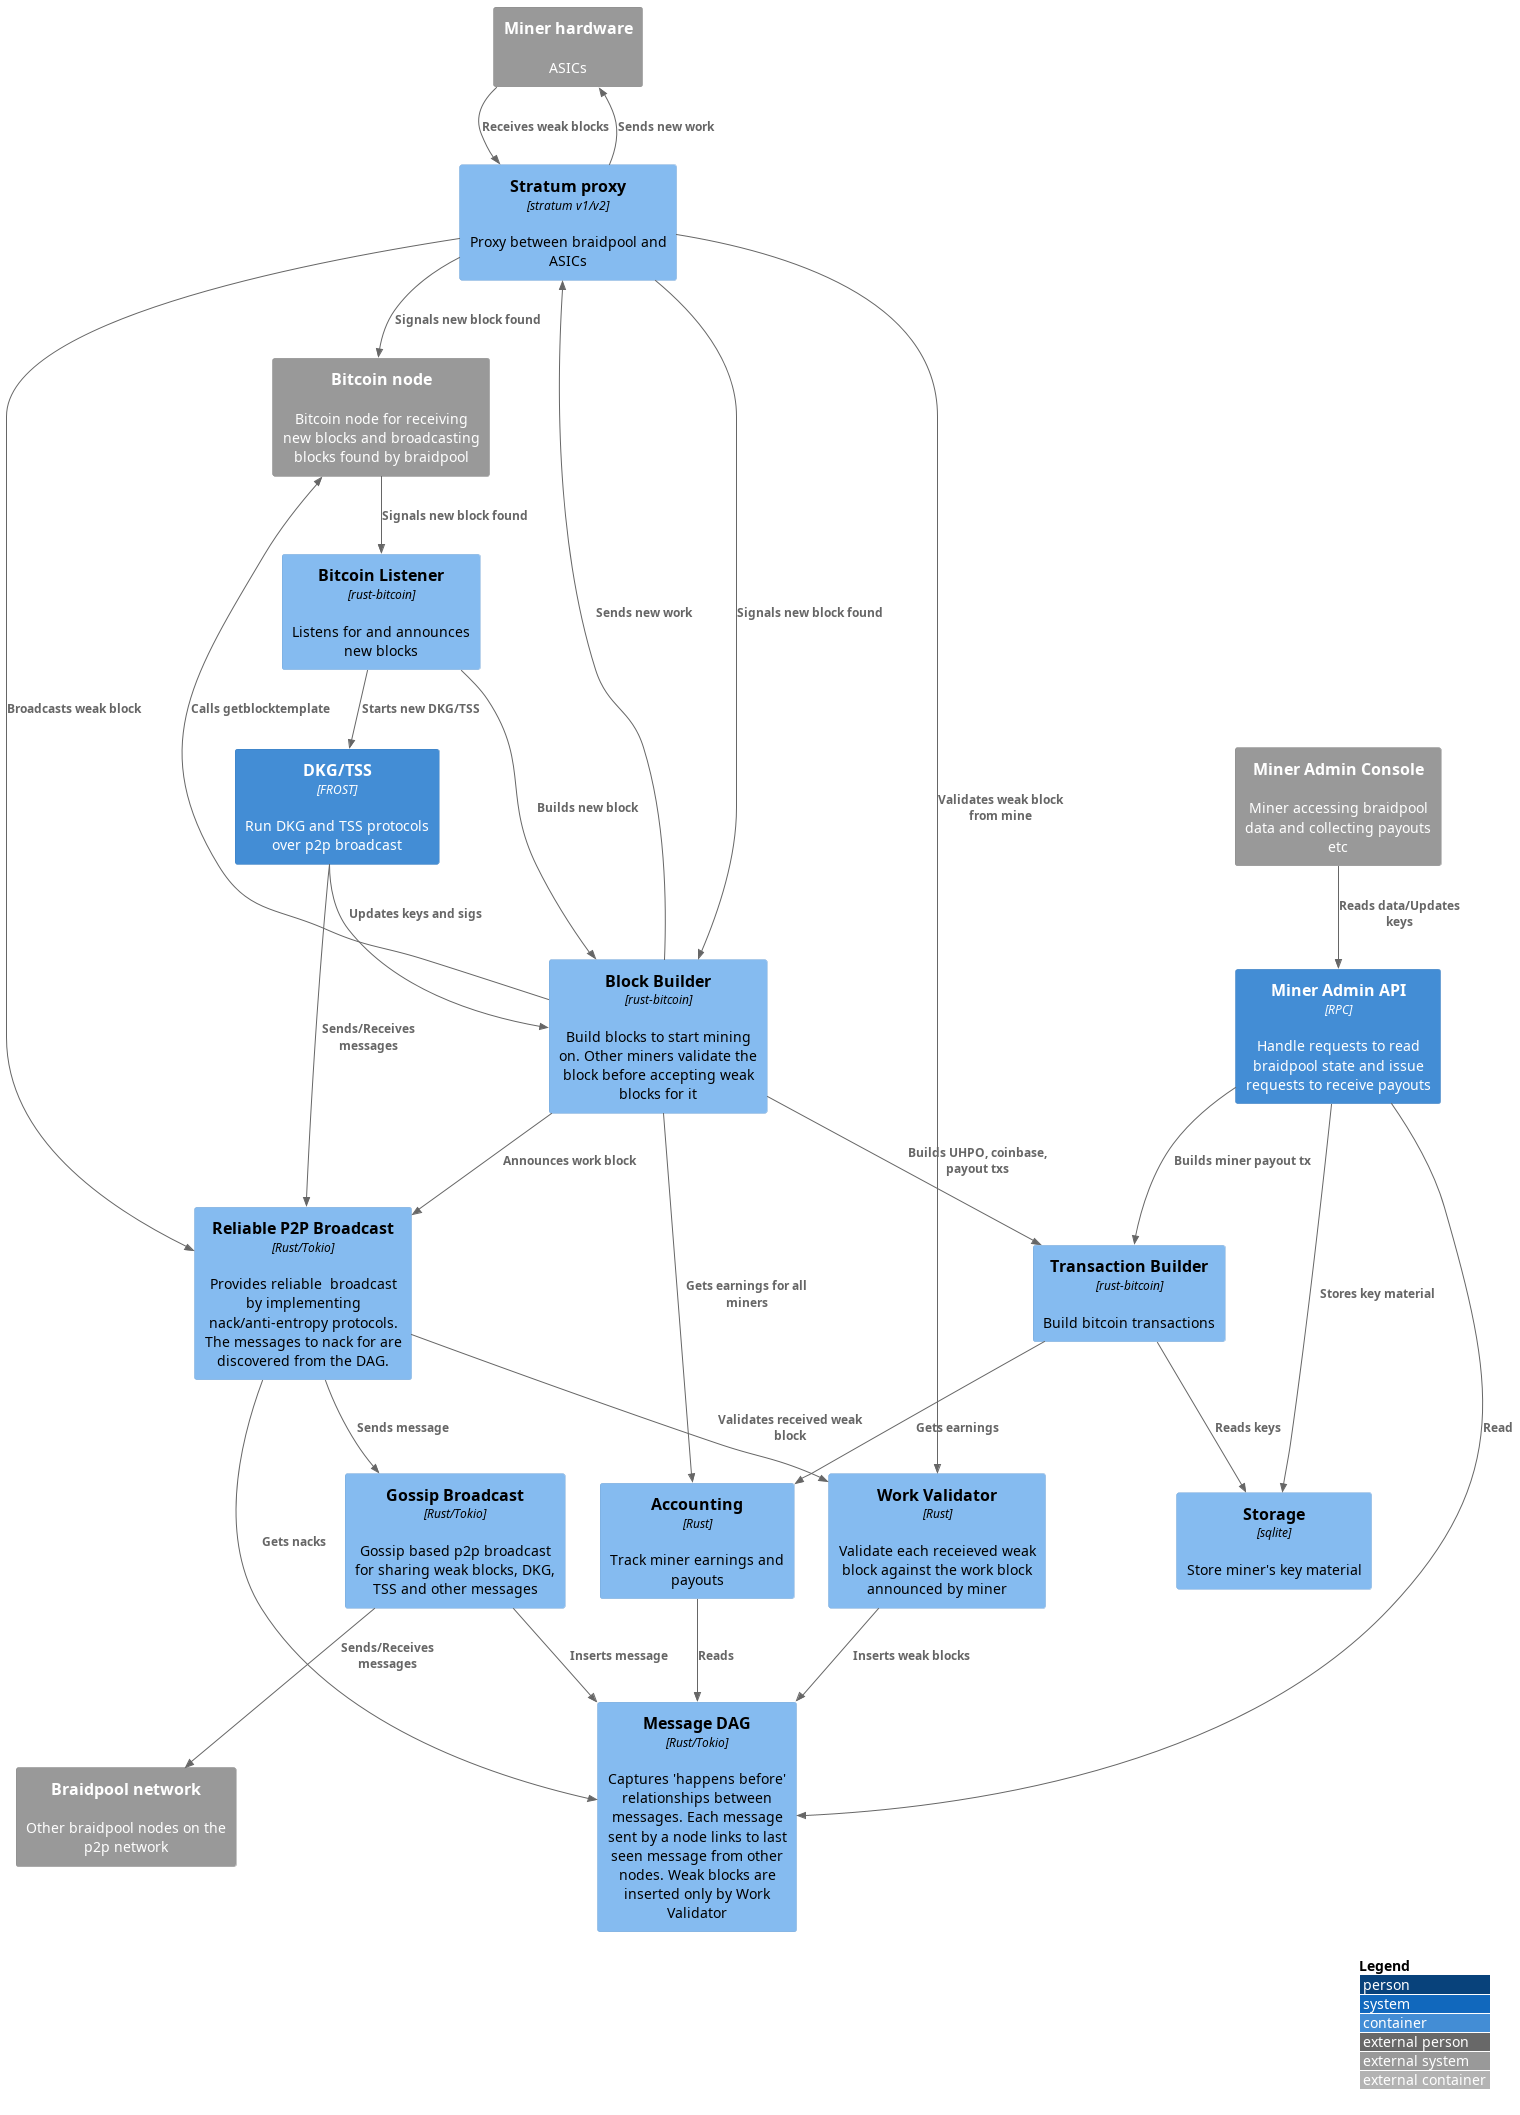 Miner hardware
ASICs
Receives weak blocks
Sends new work
Stratum proxy
[stratum v1/v2]
Proxy between braidpool and
ASICs
Signals new block found
Bitcoin node
Bitcoin node for receiving
new blocks and broadcasting
blocks found by braidpool
Signals new block found
Bitcoin Listener
[rust-bitcoin]
Listens for and announces
new blocks
Sends new work
Signals new block found
Broadcasts weak block
Calls getblocktemplate
Starts new DKG/TSS
DKG/TSS
[FROST]
Run DKG and TSS protocols
over p2p broadcast
Builds new block
Validates weak block
from mine
Miner Admin Console
Miner accessing braidpool
data and collecting payouts
etc
Updates keys and sigs
Reads data/Updates
keys
Block Builder
[rust-bitcoin]
Build blocks to start mining
on. Other miners validate the
block before accepting weak
blocks for it
Miner Admin API
[RPC]
Handle requests to read
braidpool state and issue
requests to receive payouts
Sends/Receives
messages
Announces work block
Builds UHPO, coinbase,
payout txs
Builds miner payout tx
Reliable P2P Broadcast
[Rust/Tokio]
Provides reliable  broadcast
by implementing
nack/anti-entropy protocols.
The messages to nack for are
discovered from the DAG.
Gets earnings for all
miners
Transaction Builder
[rust-bitcoin]
Build bitcoin transactions
Stores key material
Sends message
Validates received weak
block
Gets earnings
Reads keys
Read
Gossip Broadcast
[Rust/Tokio]
Gossip based p2p broadcast
for sharing weak blocks, DKG,
TSS and other messages
Accounting
[Rust]
Track miner earnings and
payouts
Work Validator
[Rust]
Validate each receieved weak
block against the work block
announced by miner
Storage
[sqlite]
Store miner's key material
Gets nacks
Sends/Receives
messages
Inserts message
Reads
Inserts weak blocks
Message DAG
[Rust/Tokio]
Captures 'happens before'
relationships between
messages. Each message
sent by a node links to last
seen message from other
nodes. Weak blocks are
inserted only by Work
Validator
Braidpool network
Other braidpool nodes on the
p2p network
Legend
person
system
container
external person
external system
external container